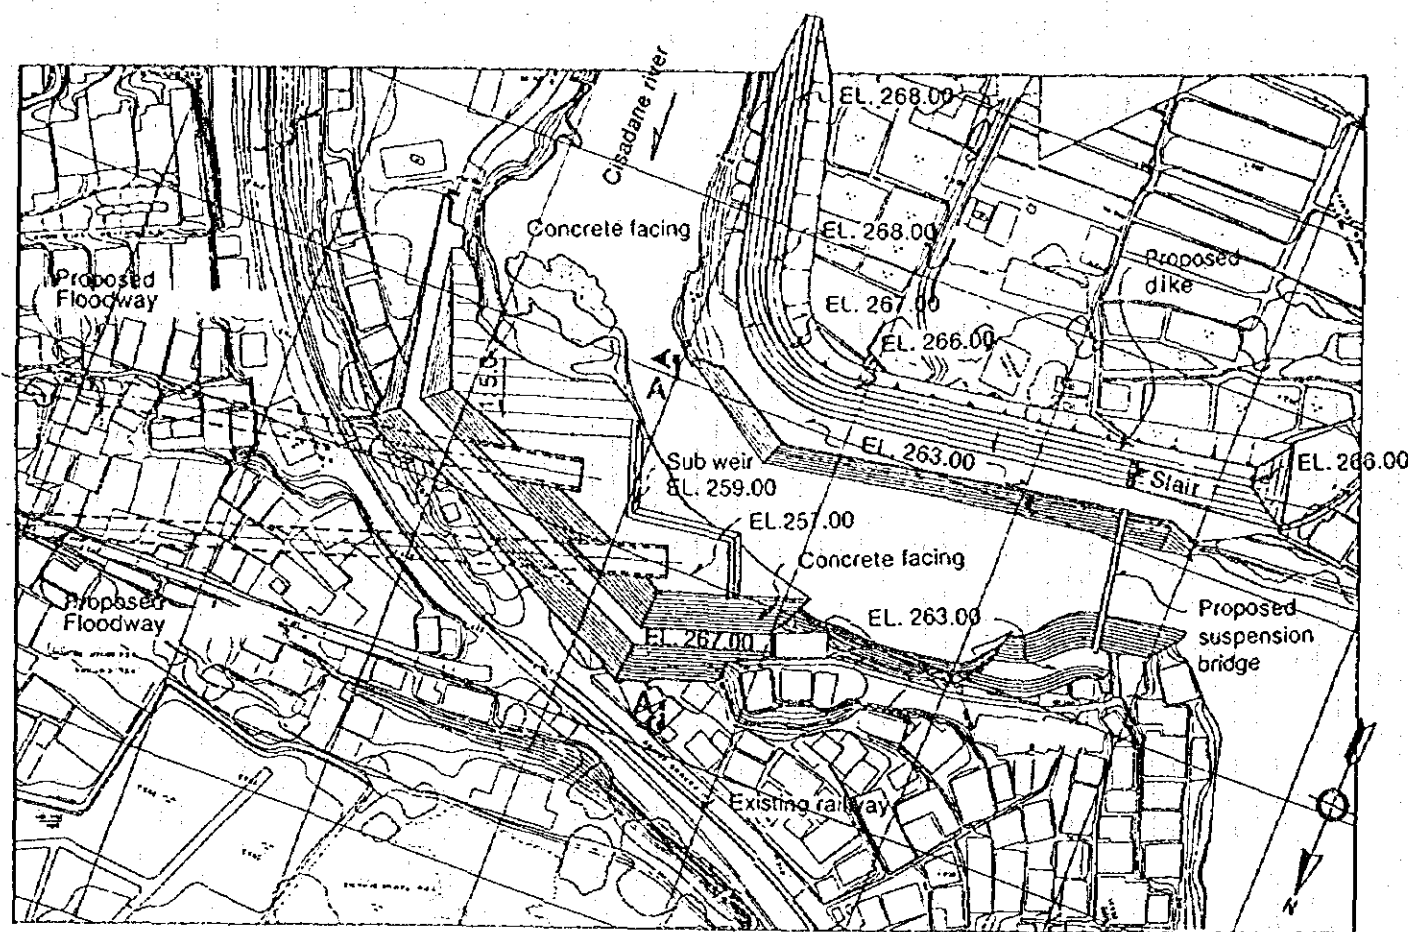 EL. 268.00
Cisadane river
Concrete facing
EL. 268.00
Proposed
dike
Proposed
Floodway
EL. 267.00
EL. 266.00
15.0
A
EL. 263.00
Sub weir
EL. 259.00
EL. 266.00
Slair
EL.257.00
Concrete facing
Proposed
Floodway
EL. 263.00
Proposed
suspension
bridge
EL. 267.00
A
Existing railway
N